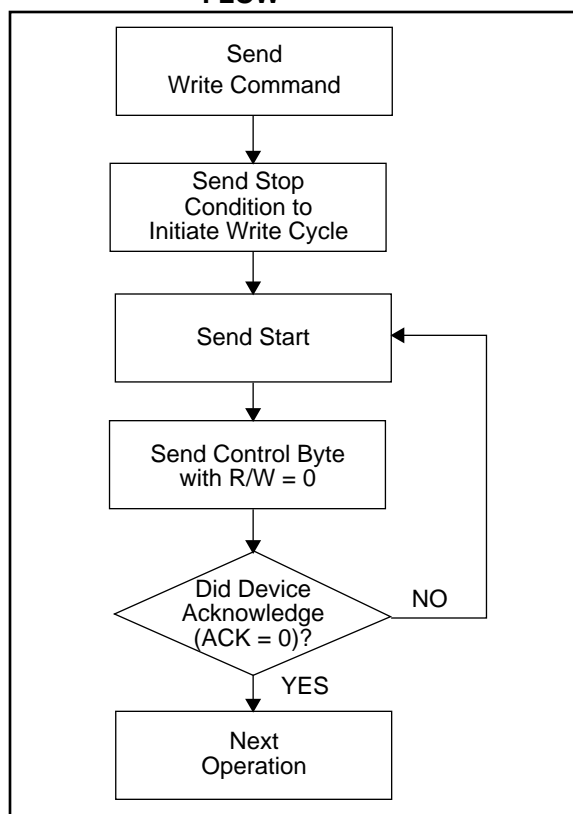 Send
Write Command
Send Stop
Condition to
Initiate Write Cycle
Send Start
Send Control Byte
with R/W = 0
Did Device
Acknowledge
(ACK = 0)?
NO
YES
Next
Operation